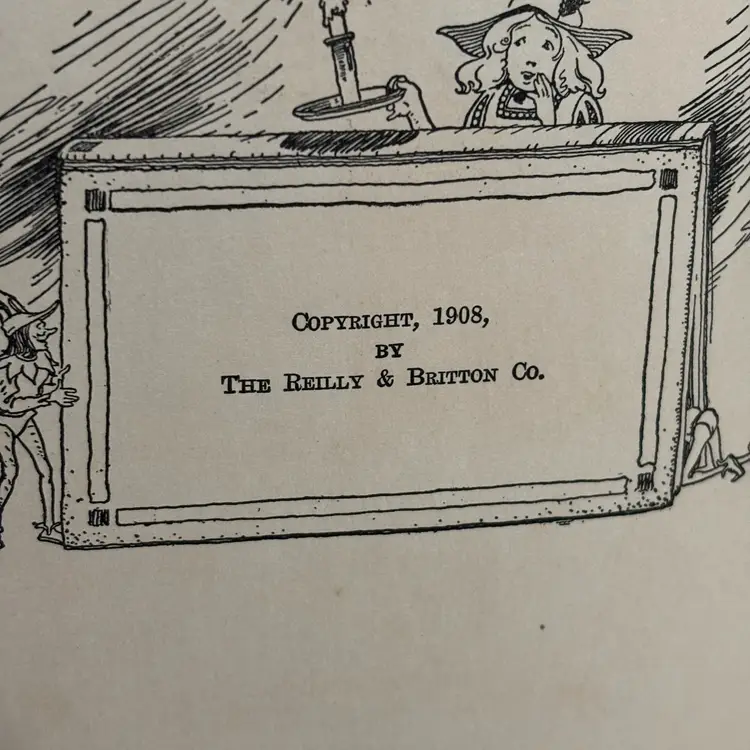 Copyright, 1908,
by
The Reilly & Britton Co.